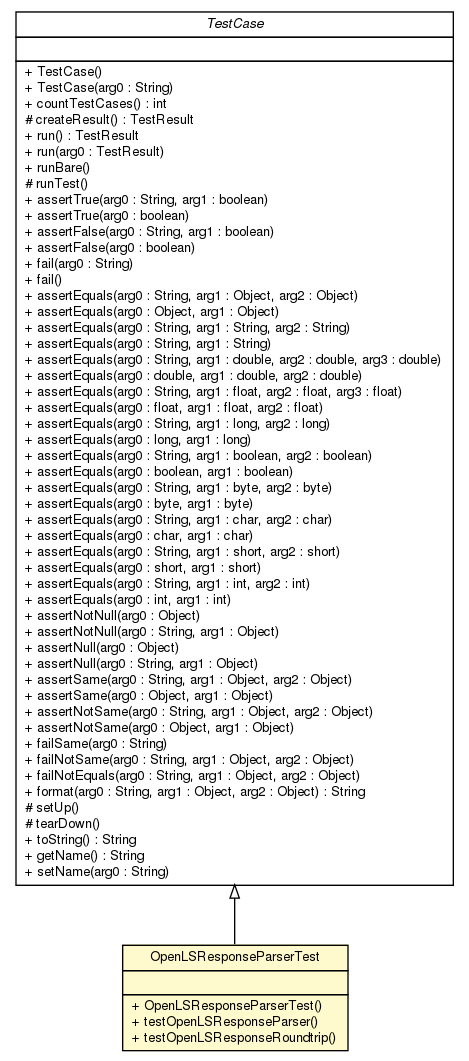 TestCase
+ TestCase()
+ TestCase(arg0 : String)
+ countTestCases() : int
# createResult() : TestResult
+ run() : TestResult
+ run(arg0 : TestResult)
+ runBare()
# runTest()
+ assertTrue(arg0 : String, arg1 : boolean)
+ assertTrue(arg0 : boolean)
+ assertFalse(arg0 : String, arg1 : boolean)
+ assertFalse(arg0 : boolean)
+ fail(arg0 : String)
+ fail()
+ assertEquals(arg0 : String, arg1 : Object, arg2 : Object)
+ assertEquals(arg0 : Object, arg1 : Object)
+ assertEquals(arg0 : String, arg1 : String, arg2 : String)
+ assertEquals(arg0 : String, arg1 : String)
+ assertEquals(arg0 : String, arg1 : double, arg2 : double, arg3 : double)
+ assertEquals(arg0 : double, arg1 : double, arg2 : double)
+ assertEquals(arg0 : String, arg1 : float, arg2 : float, arg3 : float)
+ assertEquals(arg0 : float, arg1 : float, arg2 : float)
+ assertEquals(arg0 : String, arg1 : long, arg2 : long)
+ assertEquals(arg0 : long, arg1 : long)
+ assertEquals(arg0 : String, arg1 : boolean, arg2 : boolean)
+ assertEquals(arg0 : boolean, arg1 : boolean)
+ assertEquals(arg0 : String, arg1 : byte, arg2 : byte)
+ assertEquals(arg0 : byte, arg1 : byte)
+ assertEquals(arg0 : String, arg1 : char, arg2 : char)
+ assertEquals(arg0 : char, arg1 : char)
+ assertEquals(arg0 : String, arg1 : short, arg2 : short)
+ assertEquals(arg0 : short, arg1 : short)
+ assertEquals(arg0 : String, arg1 : int, arg2 : int)
+ assertEquals(arg0 : int, arg1 : int)
+ assertNotNull(arg0 : Object)
+ assertNotNull(arg0 : String, arg1 : Object)
+ assertNull(arg0 : Object)
+ assertNull(arg0 : String, arg1 : Object)
+ assertSame(arg0 : String, arg1 : Object, arg2 : Object)
+ assertSame(arg0 : Object, arg1 : Object)
+ assertNotSame(arg0 : String, arg1 : Object, arg2 : Object)
+ assertNotSame(arg0 : Object, arg1 : Object)
+ failSame(arg0 : String)
+ failNotSame(arg0 : String, arg1 : Object, arg2 : Object)
+ failNotEquals(arg0 : String, arg1 : Object, arg2 : Object)
+ format(arg0 : String, arg1 : Object, arg2 : Object) : String
# setUp()
# tearDown()
+ toString() : String
+ getName() : String
+ setName(arg0 : String)
OpenLSResponseParserTest
+ OpenLSResponseParserTest()
+ testOpenLSResponseParser()
+ testOpenLSResponseRoundtrip()